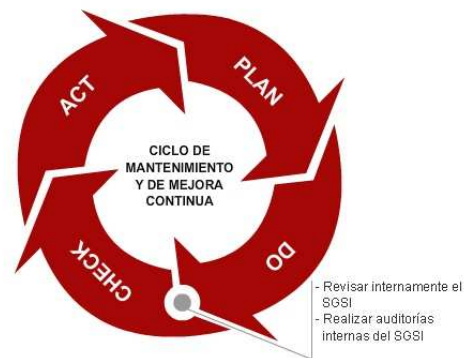 ACT
PLAN
CICLO DE
MANTENIMIENTO
Y DE MEJORA
CONTINUA
CHECK
DO
- Revisar internamente el
SGSI
- Realizar auditorías
internas del SGSI